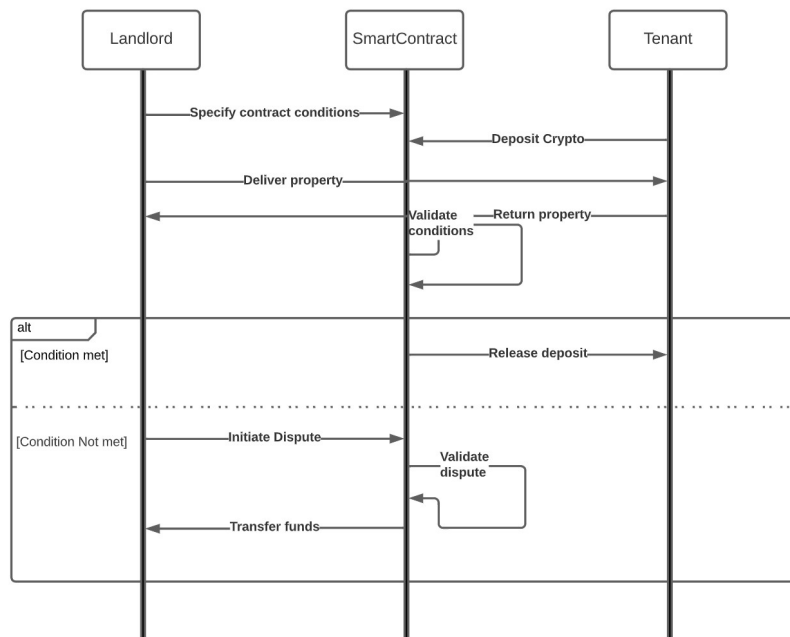 Landlord
SmartContract
Tenant
Specify contract conditions
Deposit Crypto
Deliver property
Validate
conditions
Return property
alt
[Condition met]
Release deposit
[Condition Not met]
Initiate Dispute
Validate
dispute
Transfer funds